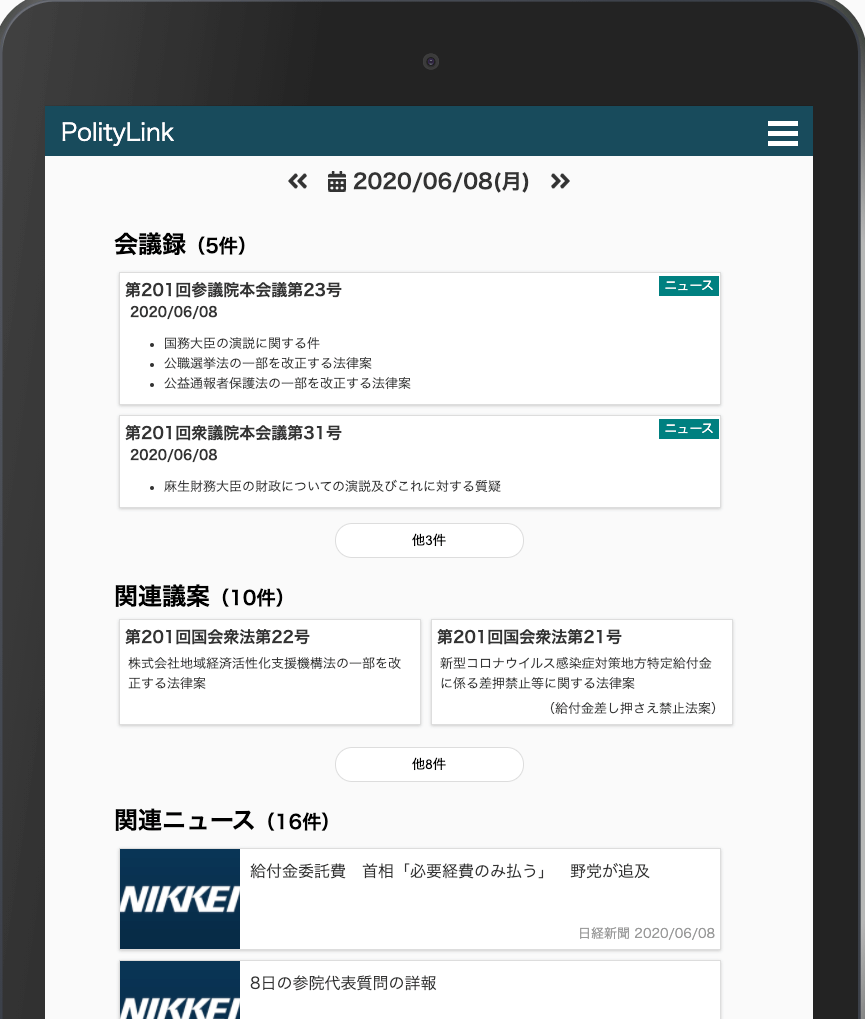 PolityLink
2020/06/08(月)
会議録（5件）
第201回参議院本会議第23号
ニュース
2020/06/08
国務大臣の演説に関する件
公職選挙法の一部を改正する法律案
公益通報者保護法の一部を改正する法律案
第201回衆議院本会議第31号
ニュース
2020/06/08
麻生財務大臣の財政についての演説及びこれに対する質疑
他3件
関連議案（10件）
第201回国会衆法第22号
株式会社地域経済活性化支援機構法の一部を改
正する法律案
第201回国会衆法第21号
新型コロナウイルス感染症対策地方特定給付金
に係る差押禁止等に関する法律案
（給付金差し押さえ禁止法案）
他8件
関連ニュース（16件）
NIKKEI
給付金委託費　首相「必要経費のみ払う」　野党が追及
日経新聞 2020/06/08
NIKKEI
8日の参院代表質問の詳報